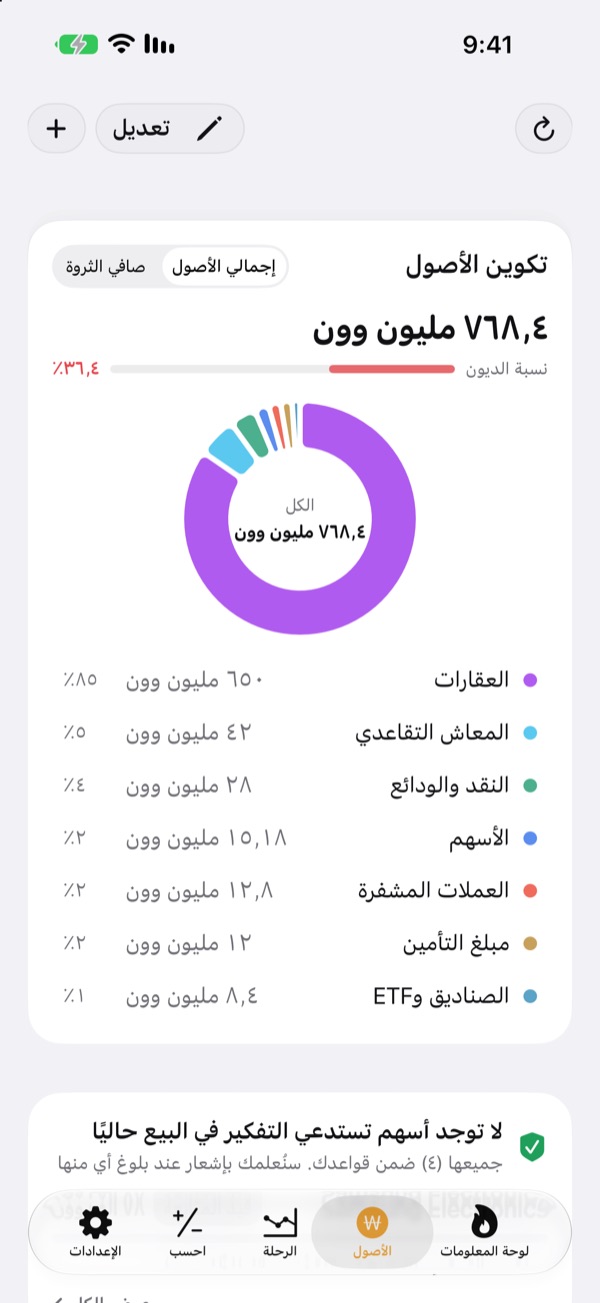 9:41
تعديل
تكوين الأصول
إجمالي الأصول
صافي الثروة
٧٦٨,٤ مليون وون
نسبة الديون
٣٦,٤٪
الكل
٧٦٨,٤ مليون وون
العقارات ٦٥٠ مليون وون ٨٥٪
المعاش التقاعدي ٤٢ مليون وون ٥٪
النقد والودائع ٢٨ مليون وون ٤٪
الأسهم ١٥,١٨ مليون وون ٢٪
العملات المشفرة ١٢,٨ مليون وون ٢٪
مبلغ التأمين ١٢ مليون وون ٢٪
الصناديق وETF ٨,٤ مليون وون ١٪
لا توجد أسهم تستدعي التفكير في البيع حاليًا
جميعها (٤) ضمن قواعدك. سنُعلمك بإشعار عند بلوغ أي منها
Electronics
لوحة المعلومات
الأصول
الرحلة
احسب
الإعدادات